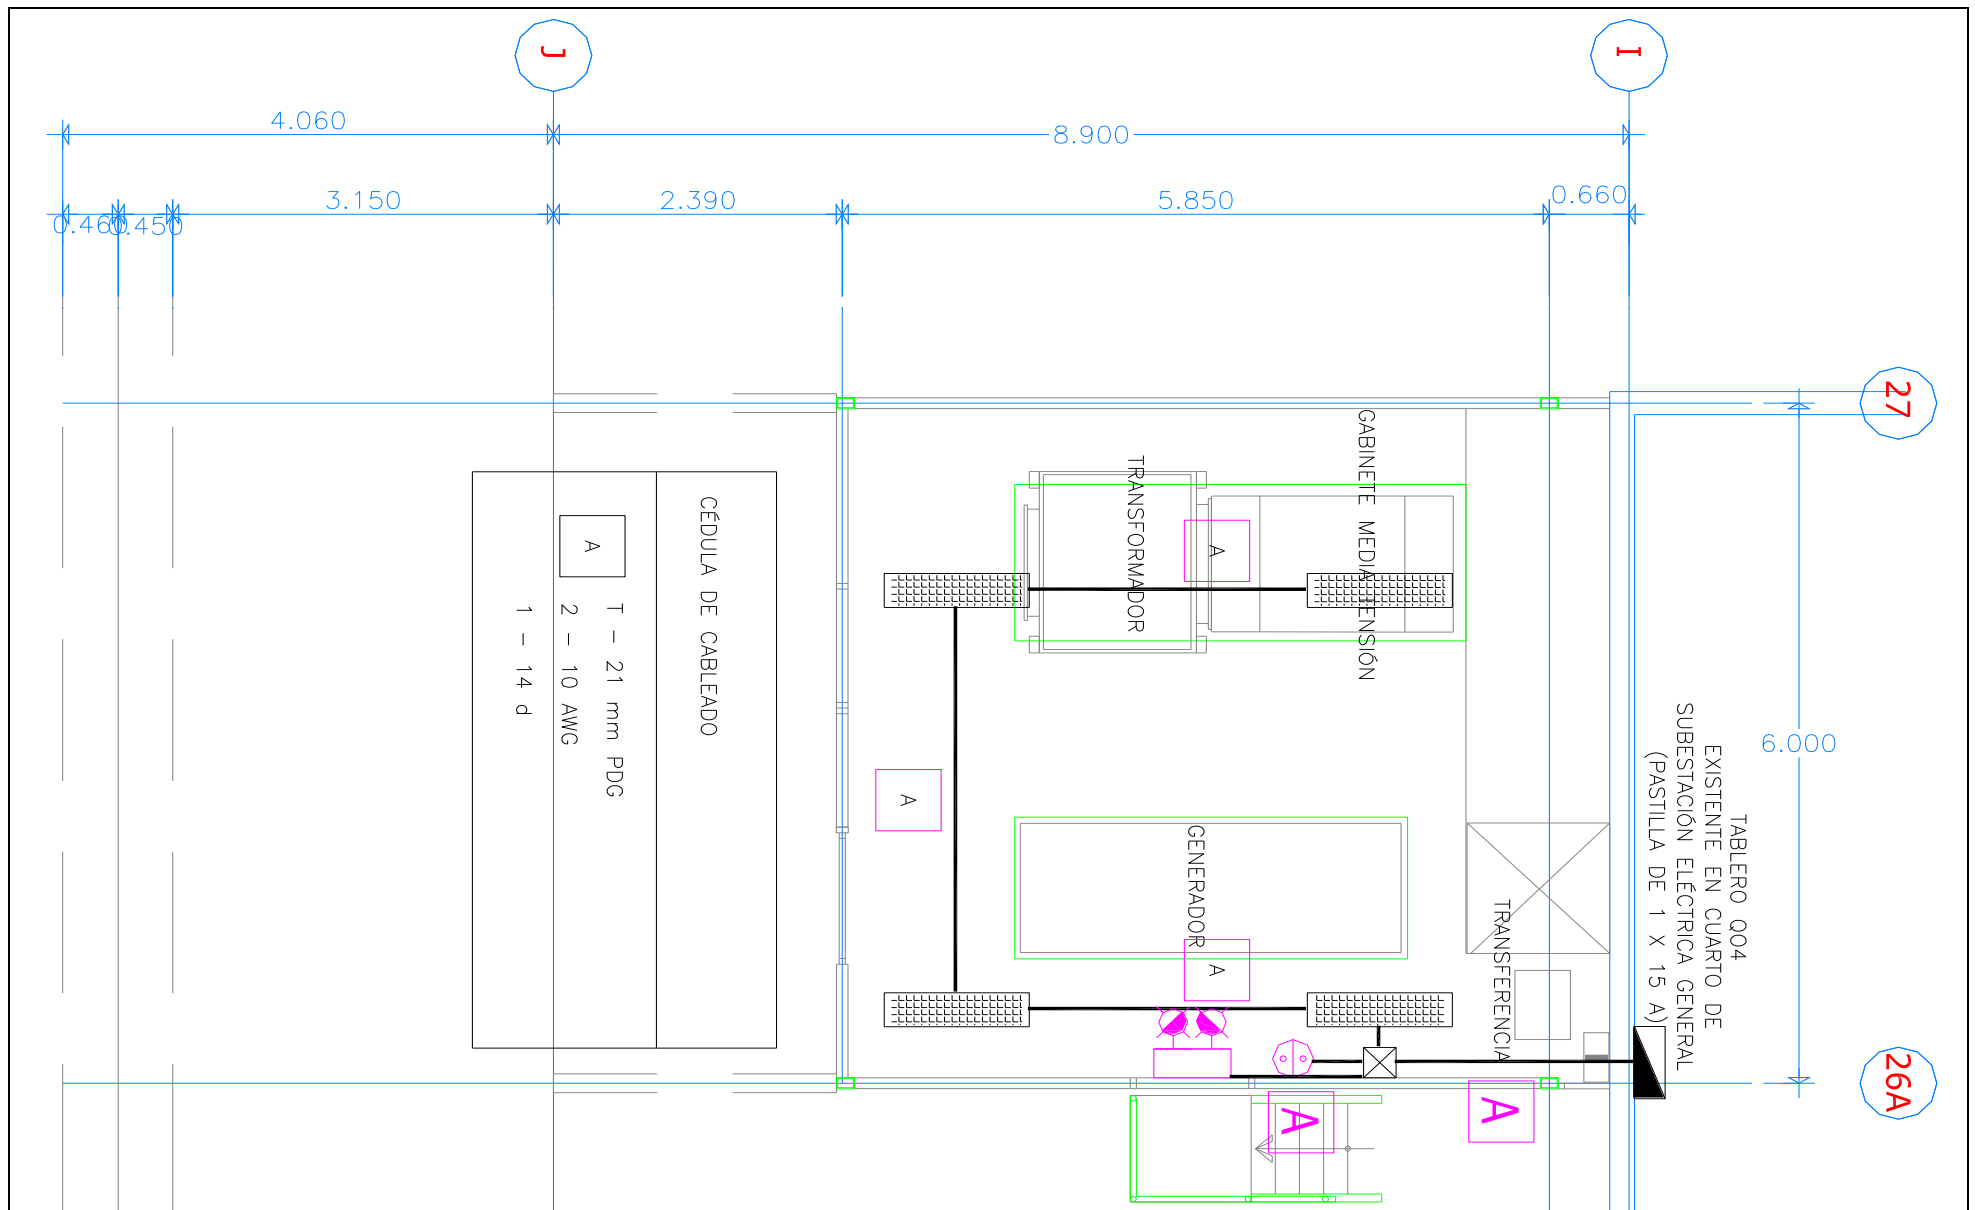 J
I
4.060
8.900
0.460
0.450
3.150
2.390
5.850
0.660
27
6.000
26A
TABLERO QO4
EXISTENTE EN CUARTO DE
SUBESTACIÓN ELÉCTRICA GENERAL
(PASTILLA DE 1 X 15 A)
GABINETE MEDIA TENSIÓN
TRANSFORMADOR
A
A
GENERADOR
A
TRANSFERENCIA
A
A
CÉDULA DE CABLEADO
A
T - 21 mm PDG
2 - 10 AWG
1 - 14 d